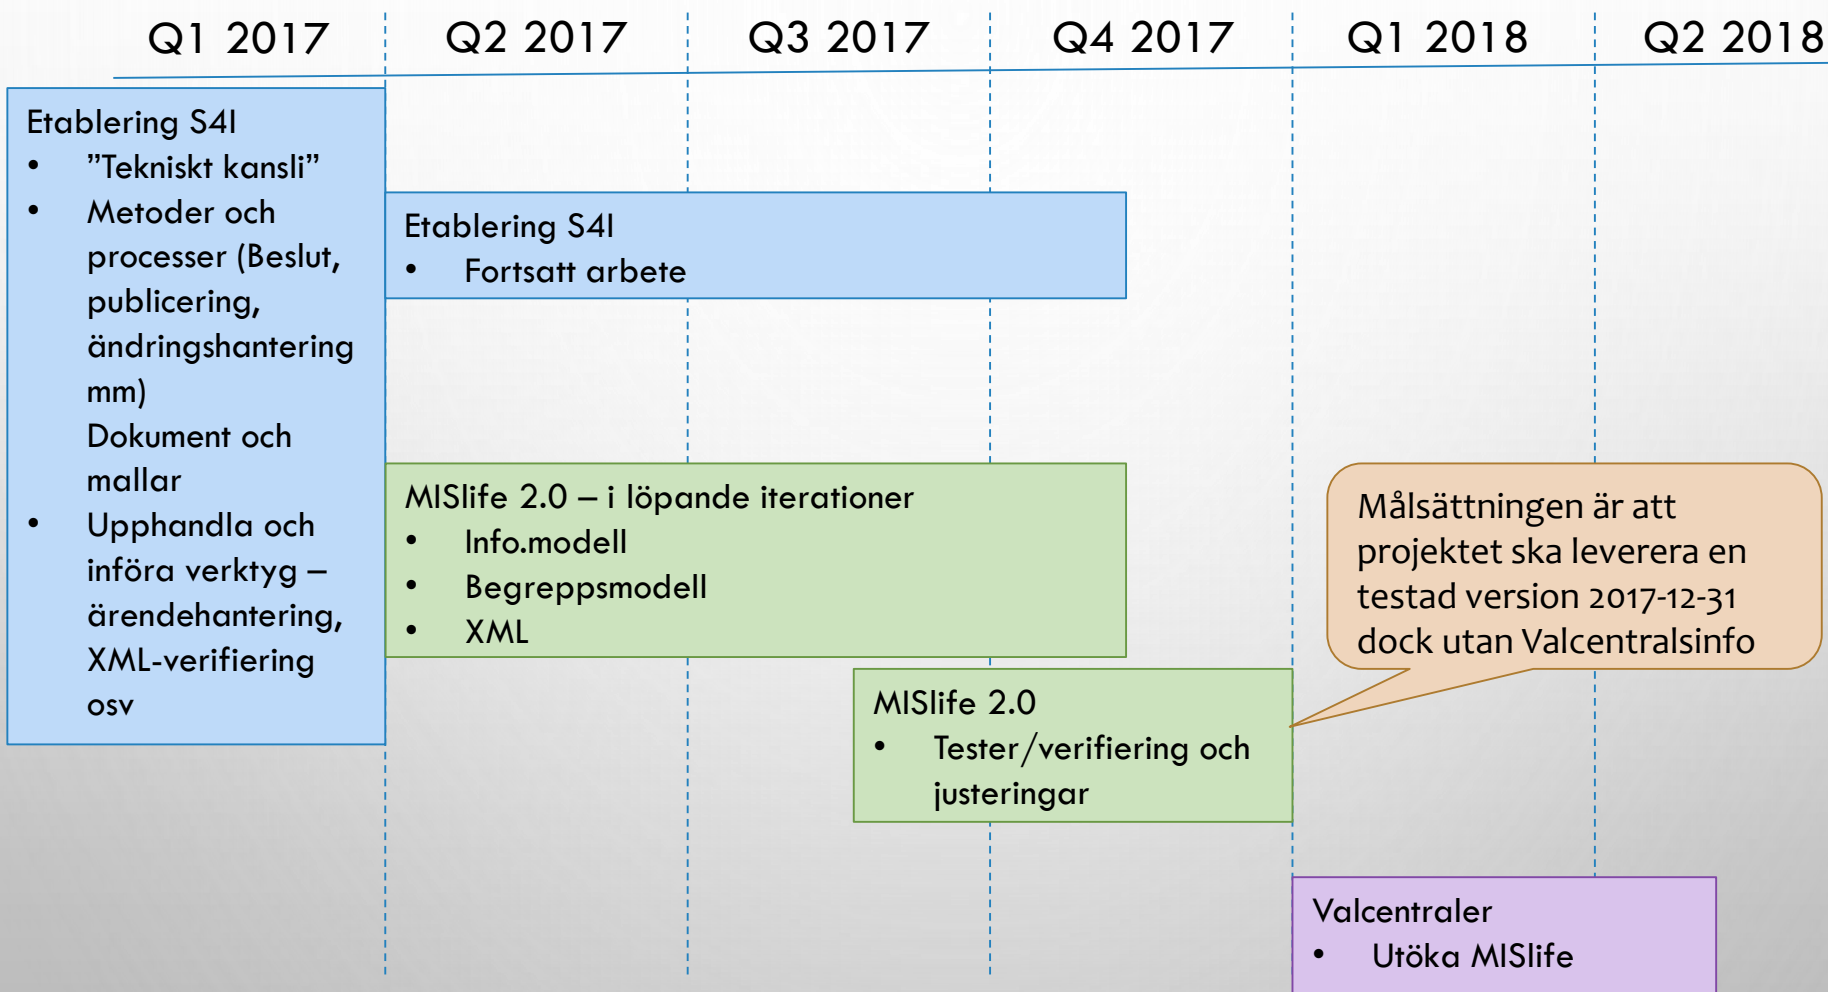 Q1 2017
Q2 2017
Q3 2017
Q4 2017
Q1 2018
Q2 2018
Etablering S4I
• ”Tekniskt kansli”
• Metoder och
processer (Beslut,
publicering,
ändringshantering
mm)
Dokument och
mallar
• Upphandla och
införa verktyg –
ärendehantering,
XML-verifiering
osv
Etablering S4I
• Fortsatt arbete
MISlife 2.0 – i löpande iterationer
• Info.modell
• Begreppsmodell
• XML
Målsättningen är att
projektet ska leverera en
testad version 2017-12-31
dock utan Valcentralsinfo
MISlife 2.0
• Tester/verifiering och
justeringar
Valcentraler
• Utöka MISlife